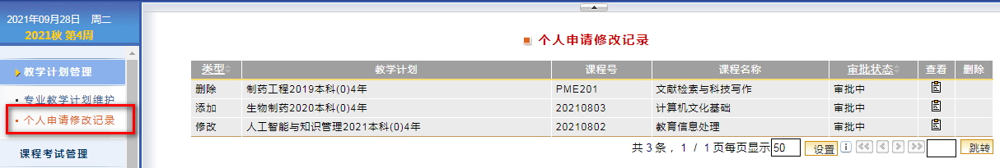 2021年09月28日 周二
2021秋 第4周
教学计划管理
专业教学计划维护
个人申请修改记录
课程考试管理
个人申请修改记录
类型 教学计划 课程号 课程名称 审批状态 查看 删除
删除 制药工程2019本科(0)4年 PME201 文献检索与科技写作 审批中
添加 生物制药2020本科(0)4年 20210803 计算机文化基础 审批中
修改 人工智能与知识管理2021本科(0)4年 20210802 教育信息处理 审批中
共3条，1 / 1页每页显示 50 设置 跳转